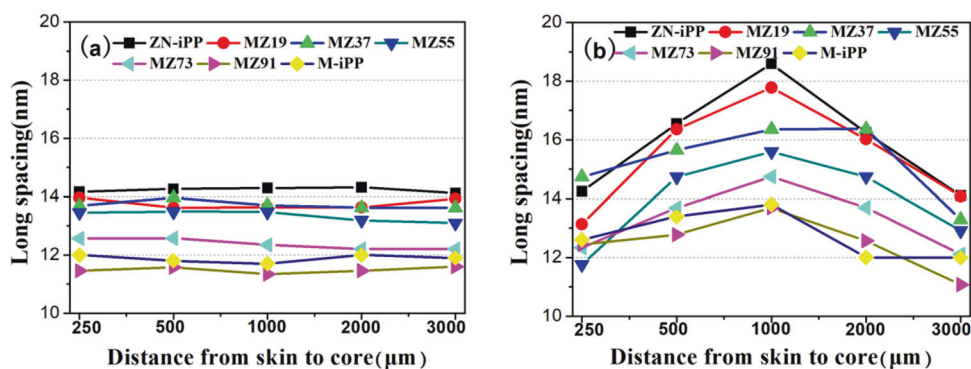 20
18
16
14
12
10
Long spacing(nm)
(a)
ZN-iPP MZ19 MZ37 MZ55
MZ73 MZ91 M-iPP
250 500 1000 2000 3000
Distance from skin to core(μm)
20
18
16
14
12
10
Long spacing(nm)
(b)
ZN-iPP MZ19 MZ37 MZ55
MZ73 MZ91 M-iPP
250 500 1000 2000 3000
Distance from skin to core(μm)